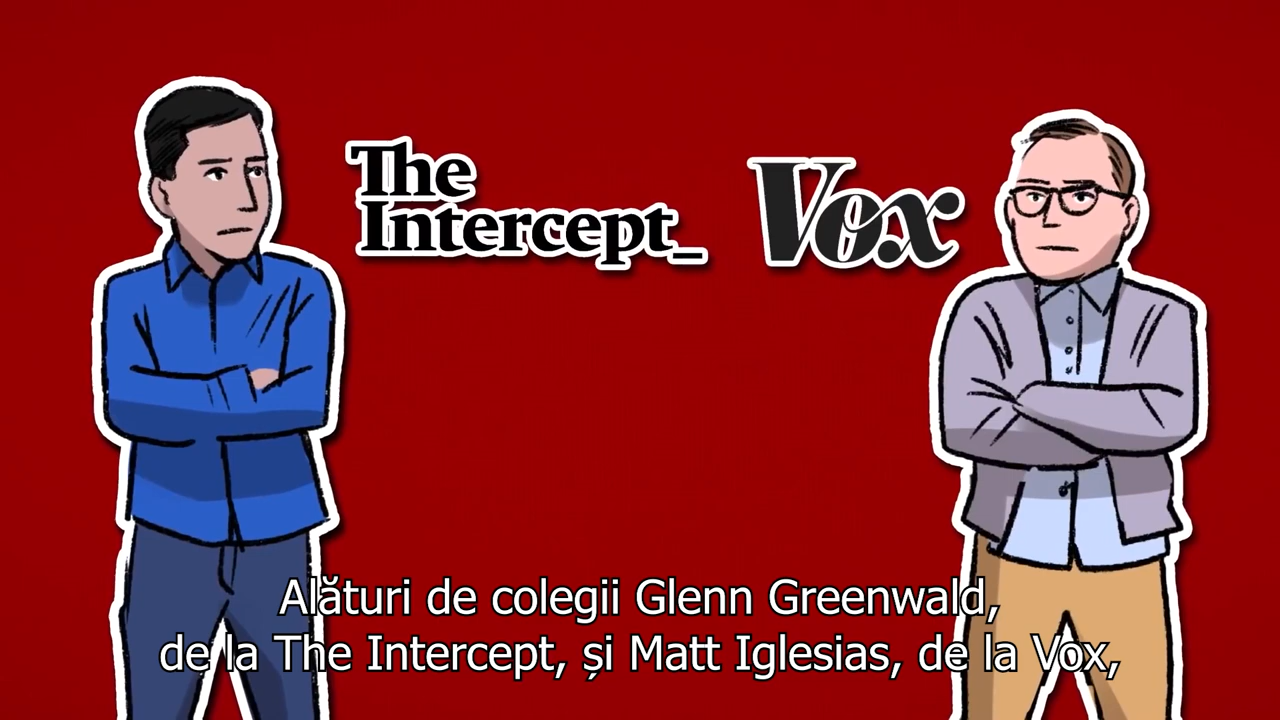 The
Intercept_
Vox
Alături de colegii Glenn Greenwald,
de la The Intercept, și Matt Iglesias, de la Vox,